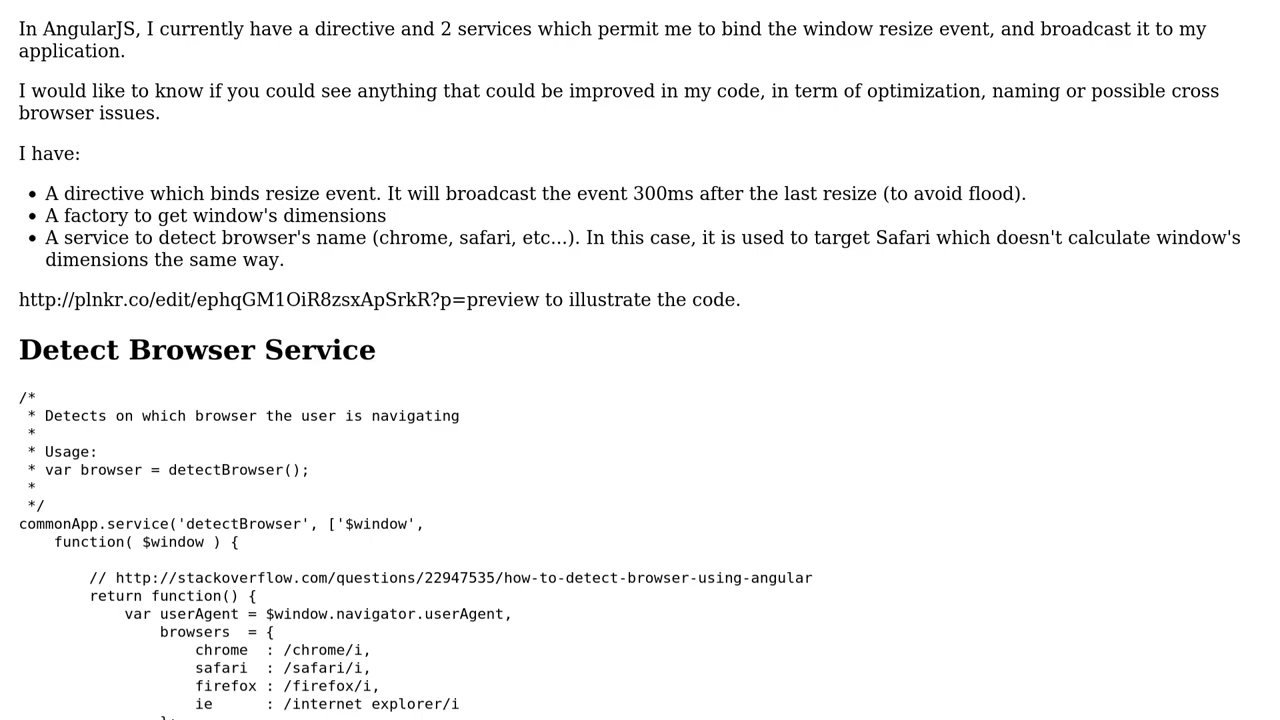 In AngularJS, I currently have a directive and 2 services which permit me to bind the window resize event, and broadcast it to my
application.
I would like to know if you could see anything that could be improved in my code, in term of optimization, naming or possible cross
browser issues.
I have:
• A directive which binds resize event. It will broadcast the event 300ms after the last resize (to avoid flood).
• A factory to get window's dimensions
• A service to detect browser's name (chrome, safari, etc...). In this case, it is used to target Safari which doesn't calculate window's
dimensions the same way.
http://plnkr.co/edit/ephqGM1OiR8zsxApSrkR?p=preview to illustrate the code.
Detect Browser Service
/*
 * Detects on which browser the user is navigating
 *
 * Usage:
 * var browser = detectBrowser();
 *
 */
commonApp.service('detectBrowser', ['$window',
    function( $window ) {
        // http://stackoverflow.com/questions/22947535/how-to-detect-browser-using-angular
        return function() {
            var userAgent = $window.navigator.userAgent,
                browsers  = {
                    chrome  : /chrome/i,
                    safari  : /safari/i,
                    firefox : /firefox/i,
                    ie      : /internet explorer/i